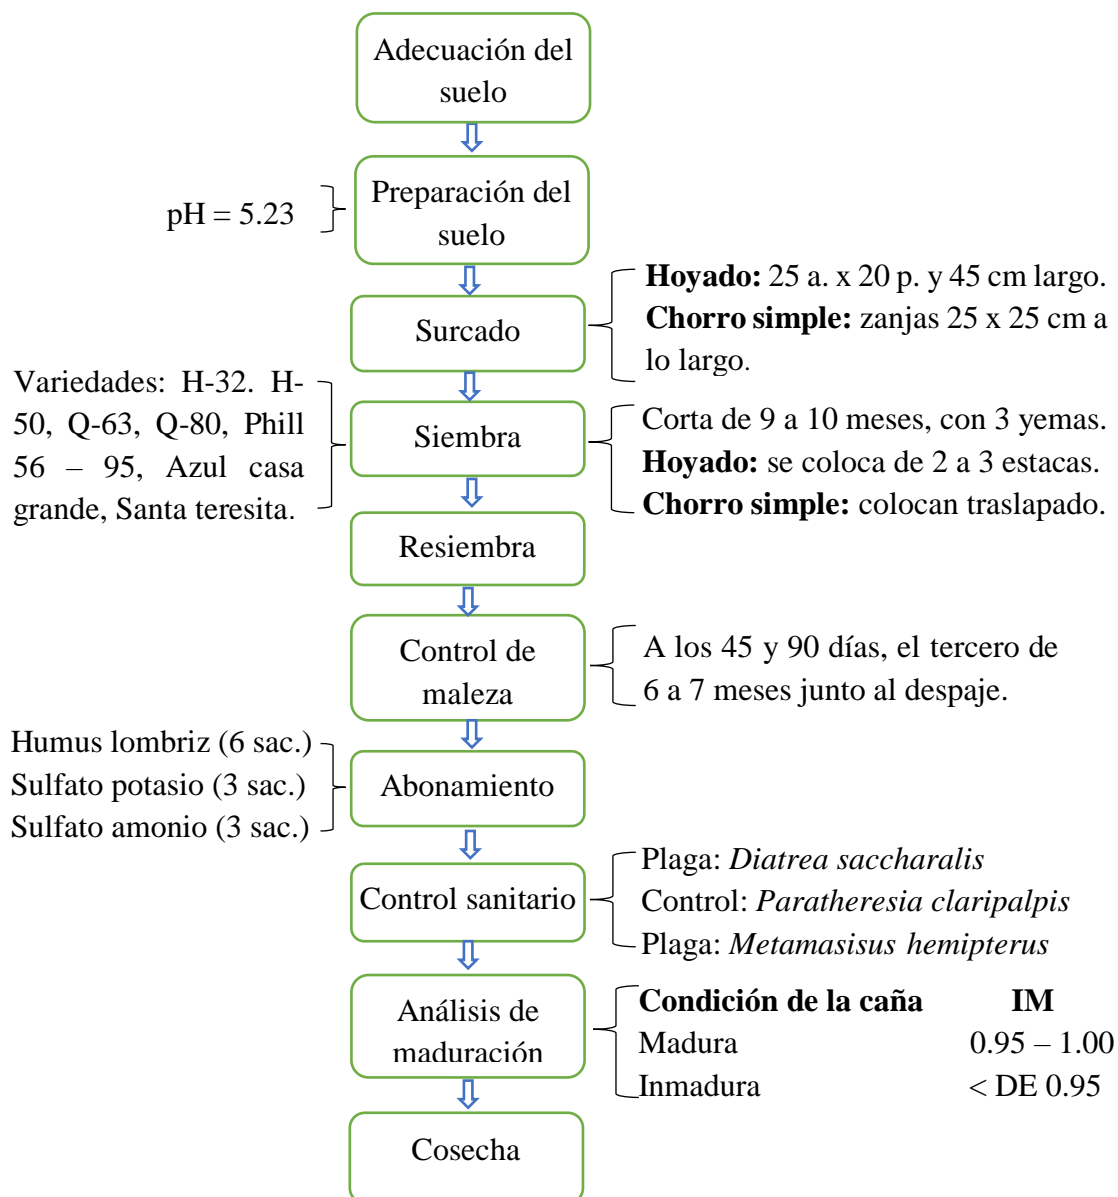 Adecuación del
suelo
pH = 5.23
Preparación del
suelo
Surcado
Hoyado: 25 a. x 20 p. y 45 cm largo.
Chorro simple: zanjas 25 x 25 cm a
lo largo.
Variedades: H-32. H-
50, Q-63, Q-80, Phill
56 – 95, Azul casa
grande, Santa teresita.
Siembra
Corta de 9 a 10 meses, con 3 yemas.
Hoyado: se coloca de 2 a 3 estacas.
Chorro simple: colocan traslapado.
Resiembra
Control de
maleza
A los 45 y 90 días, el tercero de
6 a 7 meses junto al despaje.
Humus lombriz (6 sac.)
Sulfato potasio (3 sac.)
Sulfato amonio (3 sac.)
Abonamiento
Control sanitario
Plaga: Diatrea saccharalis
Control: Paratheresia claripalpis
Plaga: Metamasisus hemipterus
Análisis de
maduración
Condición de la caña IM
Madura 0.95 – 1.00
Inmadura < DE 0.95
Cosecha